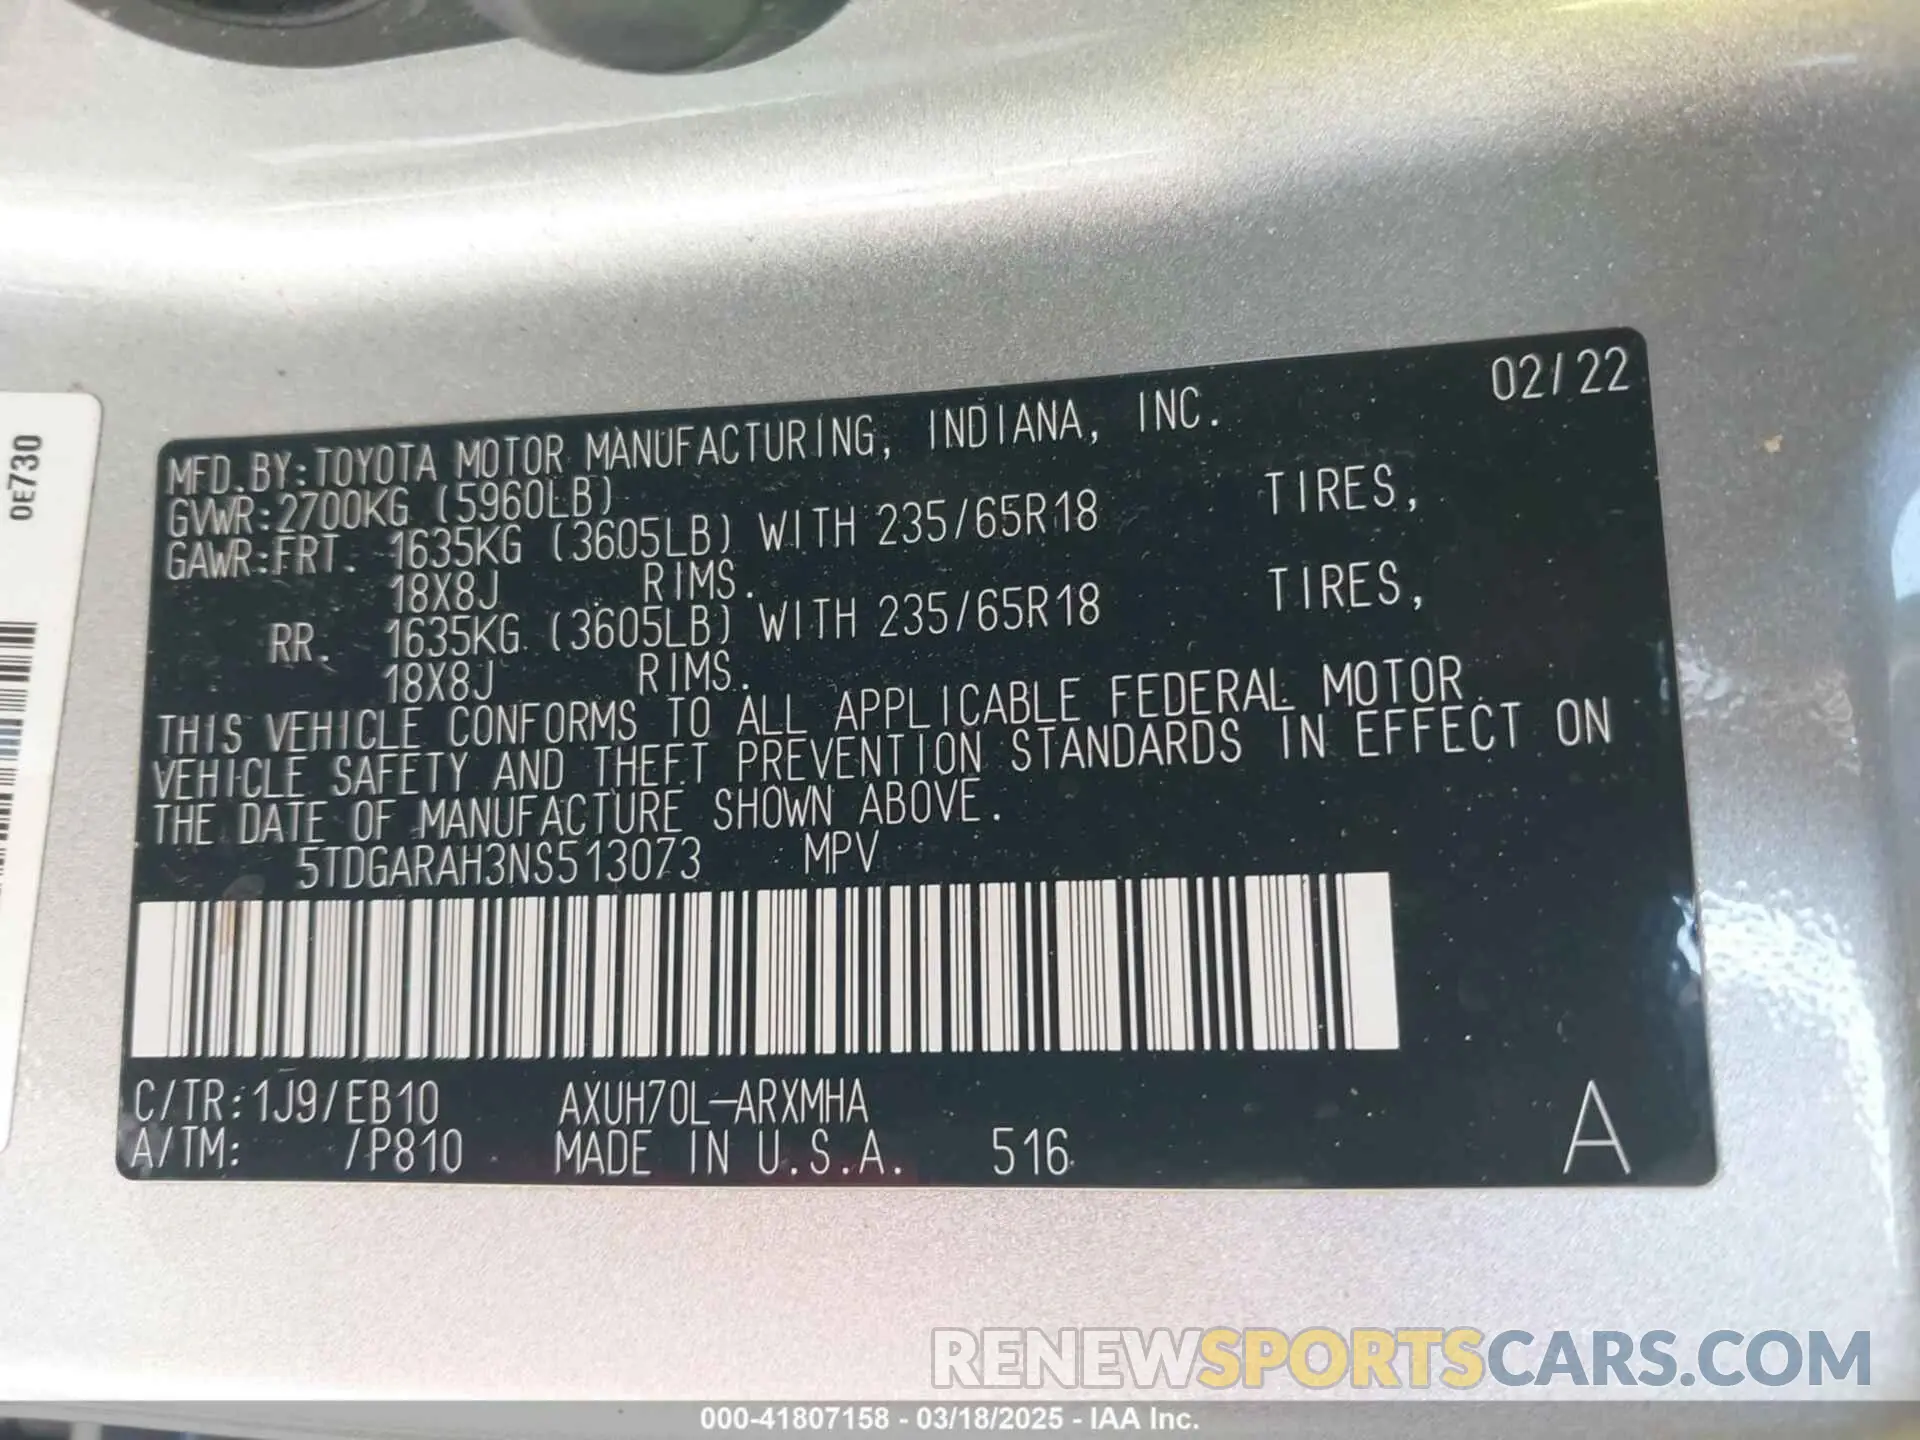 02/22
MFD.BY:TOYOTA MOTOR MANUFACTURING, INDIANA, INC.
GVWR:2700KG (5960LB)
GAWR:FRT. 1635KG (3605LB) WITH 235/65R18 TIRES,
18X8J RIMS.
RR. 1635KG (3605LB) WITH 235/65R18 TIRES,
18X8J RIMS.
THIS VEHICLE CONFORMS TO ALL APPLICABLE FEDERAL MOTOR
VEHICLE SAFETY AND THEFT PREVENTION STANDARDS IN EFFECT ON
THE DATE OF MANUFACTURE SHOWN ABOVE.
5TDGARAH3NS513073 MPV
C/TR:1J9/EB10 AXUH70L-ARXMHA
A/TM: /P810 MADE IN U.S.A. 516 A
0E730
RENEWSPORTSCARS.COM
000-41807158 - 03/18/2025 - IAA Inc.